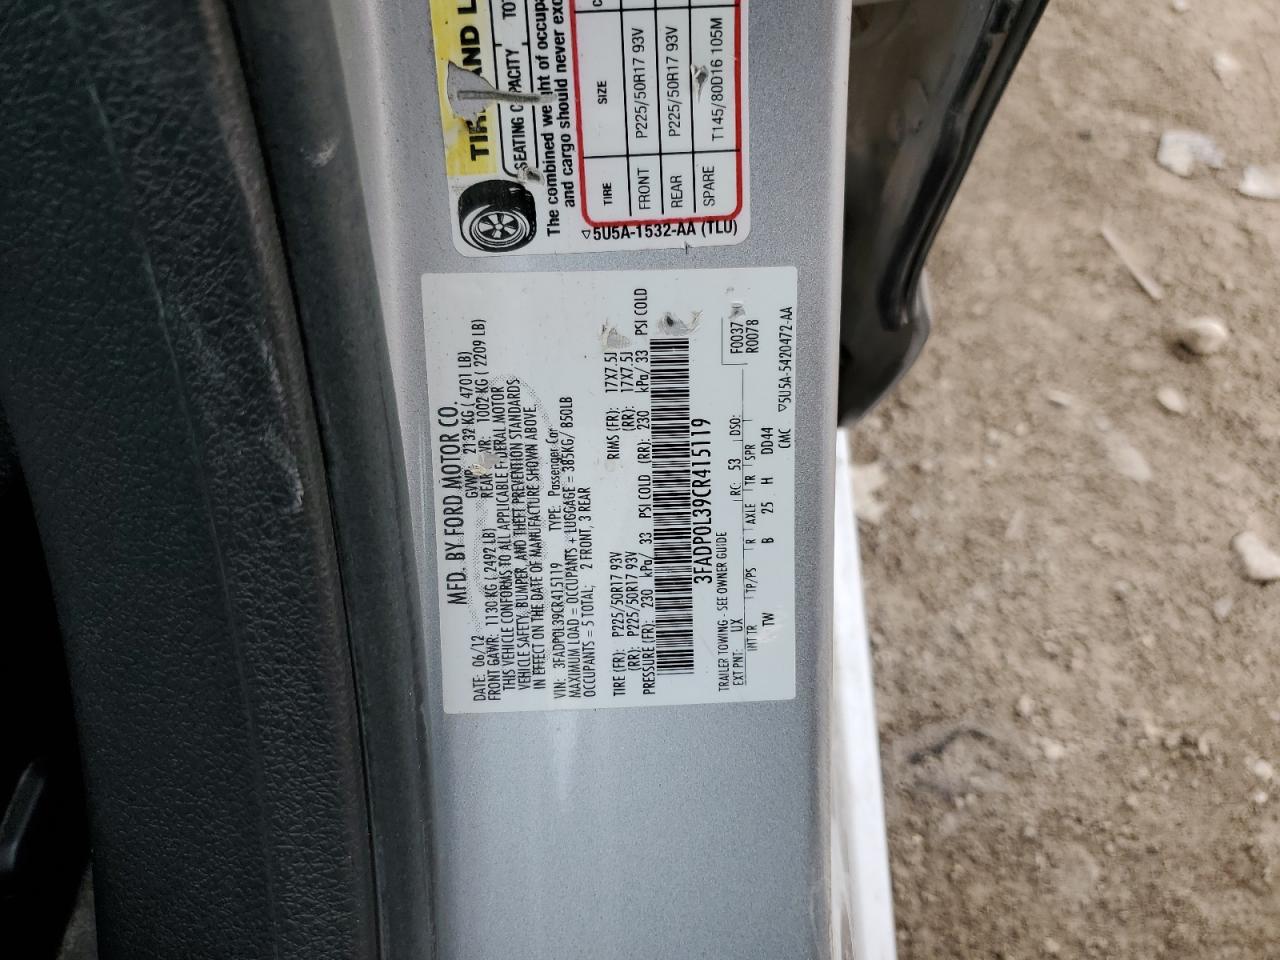 TIRE AND L
SEATING CAPACITY TO
The combined weight of occupa
and cargo should never exc
TIRE SIZE C
FRONT P225/50R17 93V
REAR P225/50R17 93V
SPARE T145/80D16 105M
▽5U5A-1532-AA (TLU)
MFD. BY FORD MOTOR CO.
DATE: 06/12 GVWR: 2132 KG ( 4701 LB)
FRONT GAWR: 1130 KG ( 2492 LB) REAR GAWR: 1002 KG ( 2209 LB)
THIS VEHICLE CONFORMS TO ALL APPLICABLE FEDERAL MOTOR
VEHICLE SAFETY, BUMPER, AND THEFT PREVENTION STANDARDS
IN EFFECT ON THE DATE OF MANUFACTURE SHOWN ABOVE.
VIN: 3FADP0L39CR415119 TYPE: Passenger Car
MAXIMUM LOAD = OCCUPANTS + LUGGAGE = 385KG/ 850LB
OCCUPANTS = 5 TOTAL: 2 FRONT, 3 REAR
TIRE (FR): P225/50R17 93V RIMS (FR): 17X7.5J
(RR): P225/50R17 93V (RR): 17X7.5J
PRESSURE (FR): 230 kPa/ 33 PSI COLD (RR): 230 kPa/ 33 PSI COLD
3FADP0L39CR415119
TRAILER TOWING - SEE OWNER GUIDE F0037
EXT PNT: UX RC: 53 DSO: R0078
INT TR TP/PS R AXLE TR SPR
TW B 25 H DD44
CMC ▽5U5A-5420472-AA